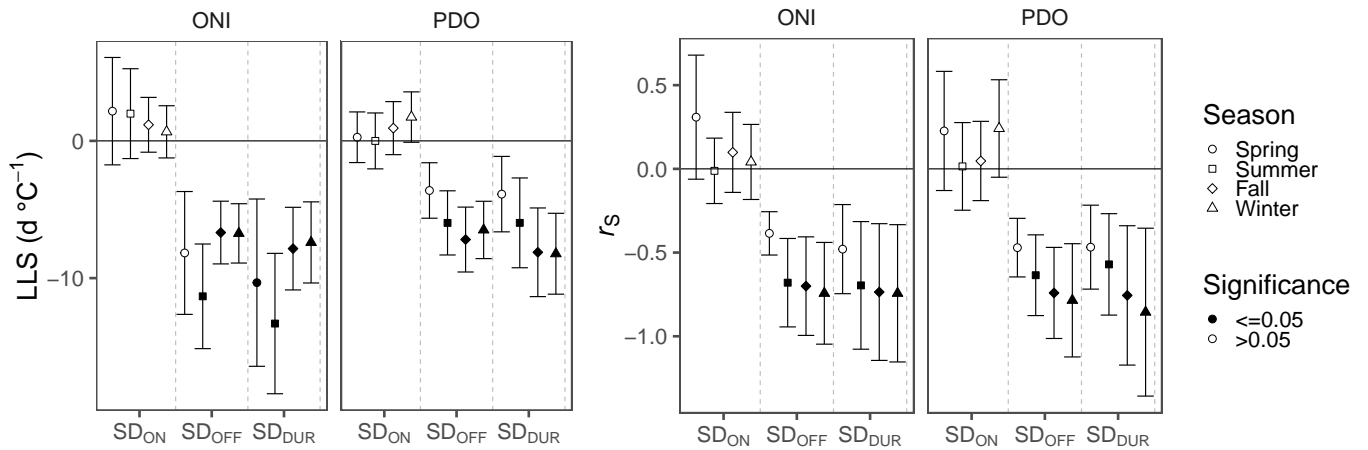 ONI PDO ONI PDO
LLS (d °C⁻¹)
0
−10
SD_ON SD_OFF SD_DUR SD_ON SD_OFF SD_DUR
r_S
0.5
0.0
−0.5
−1.0
SD_ON SD_OFF SD_DUR SD_ON SD_OFF SD_DUR
Season
Spring
Summer
Fall
Winter
Significance
<=0.05
>0.05